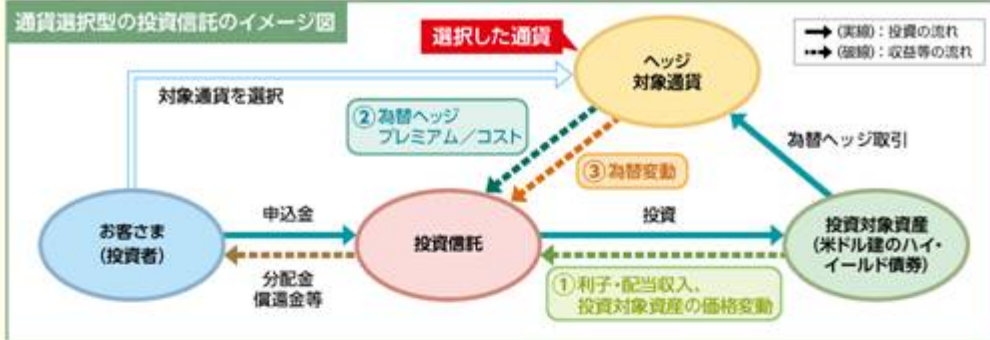 通貨選択型の投資信託のイメージ図
選択した通貨
ヘッジ
対象通貨
(実線)：投資の流れ
(破線)：収益等の流れ
対象通貨を選択
②為替ヘッジ
プレミアム／コスト
為替ヘッジ取引
③為替変動
お客さま
(投資者)
申込金
投資信託
投資
投資対象資産
(米ドル建のハイ・
イールド債券)
分配金
償還金等
①利子・配当収入、
投資対象資産の価格変動